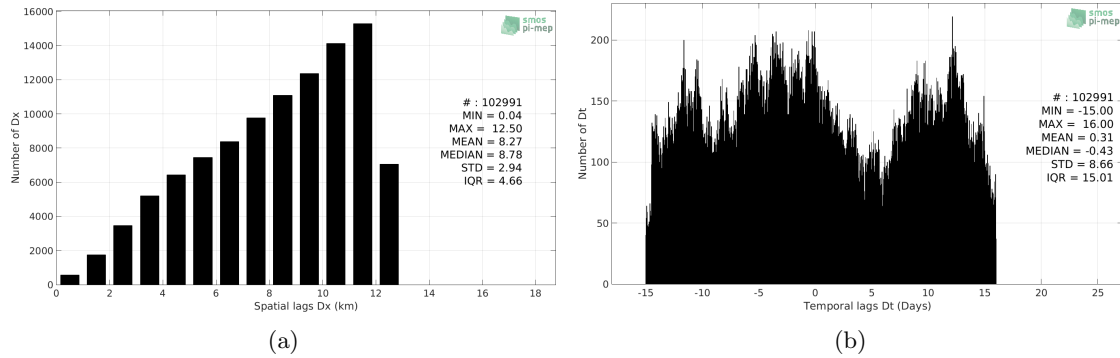 16000
14000
12000
10000
8000
6000
4000
2000
0
Number of Dx
0 2 4 6 8 10 12 14 16 18
Spatial lags Dx (km)
smos
pi-mep
# : 102991
MIN = 0.04
MAX = 12.50
MEAN = 8.27
MEDIAN = 8.78
STD = 2.94
IQR = 4.66
(a)
200
150
100
50
0
Number of Dt
-15 -10 -5 0 5 10 15 20 25
Temporal lags Dt (Days)
smos
pi-mep
# : 102991
MIN = -15.00
MAX = 16.00
MEAN = 0.31
MEDIAN = -0.43
STD = 8.66
IQR = 15.01
(b)